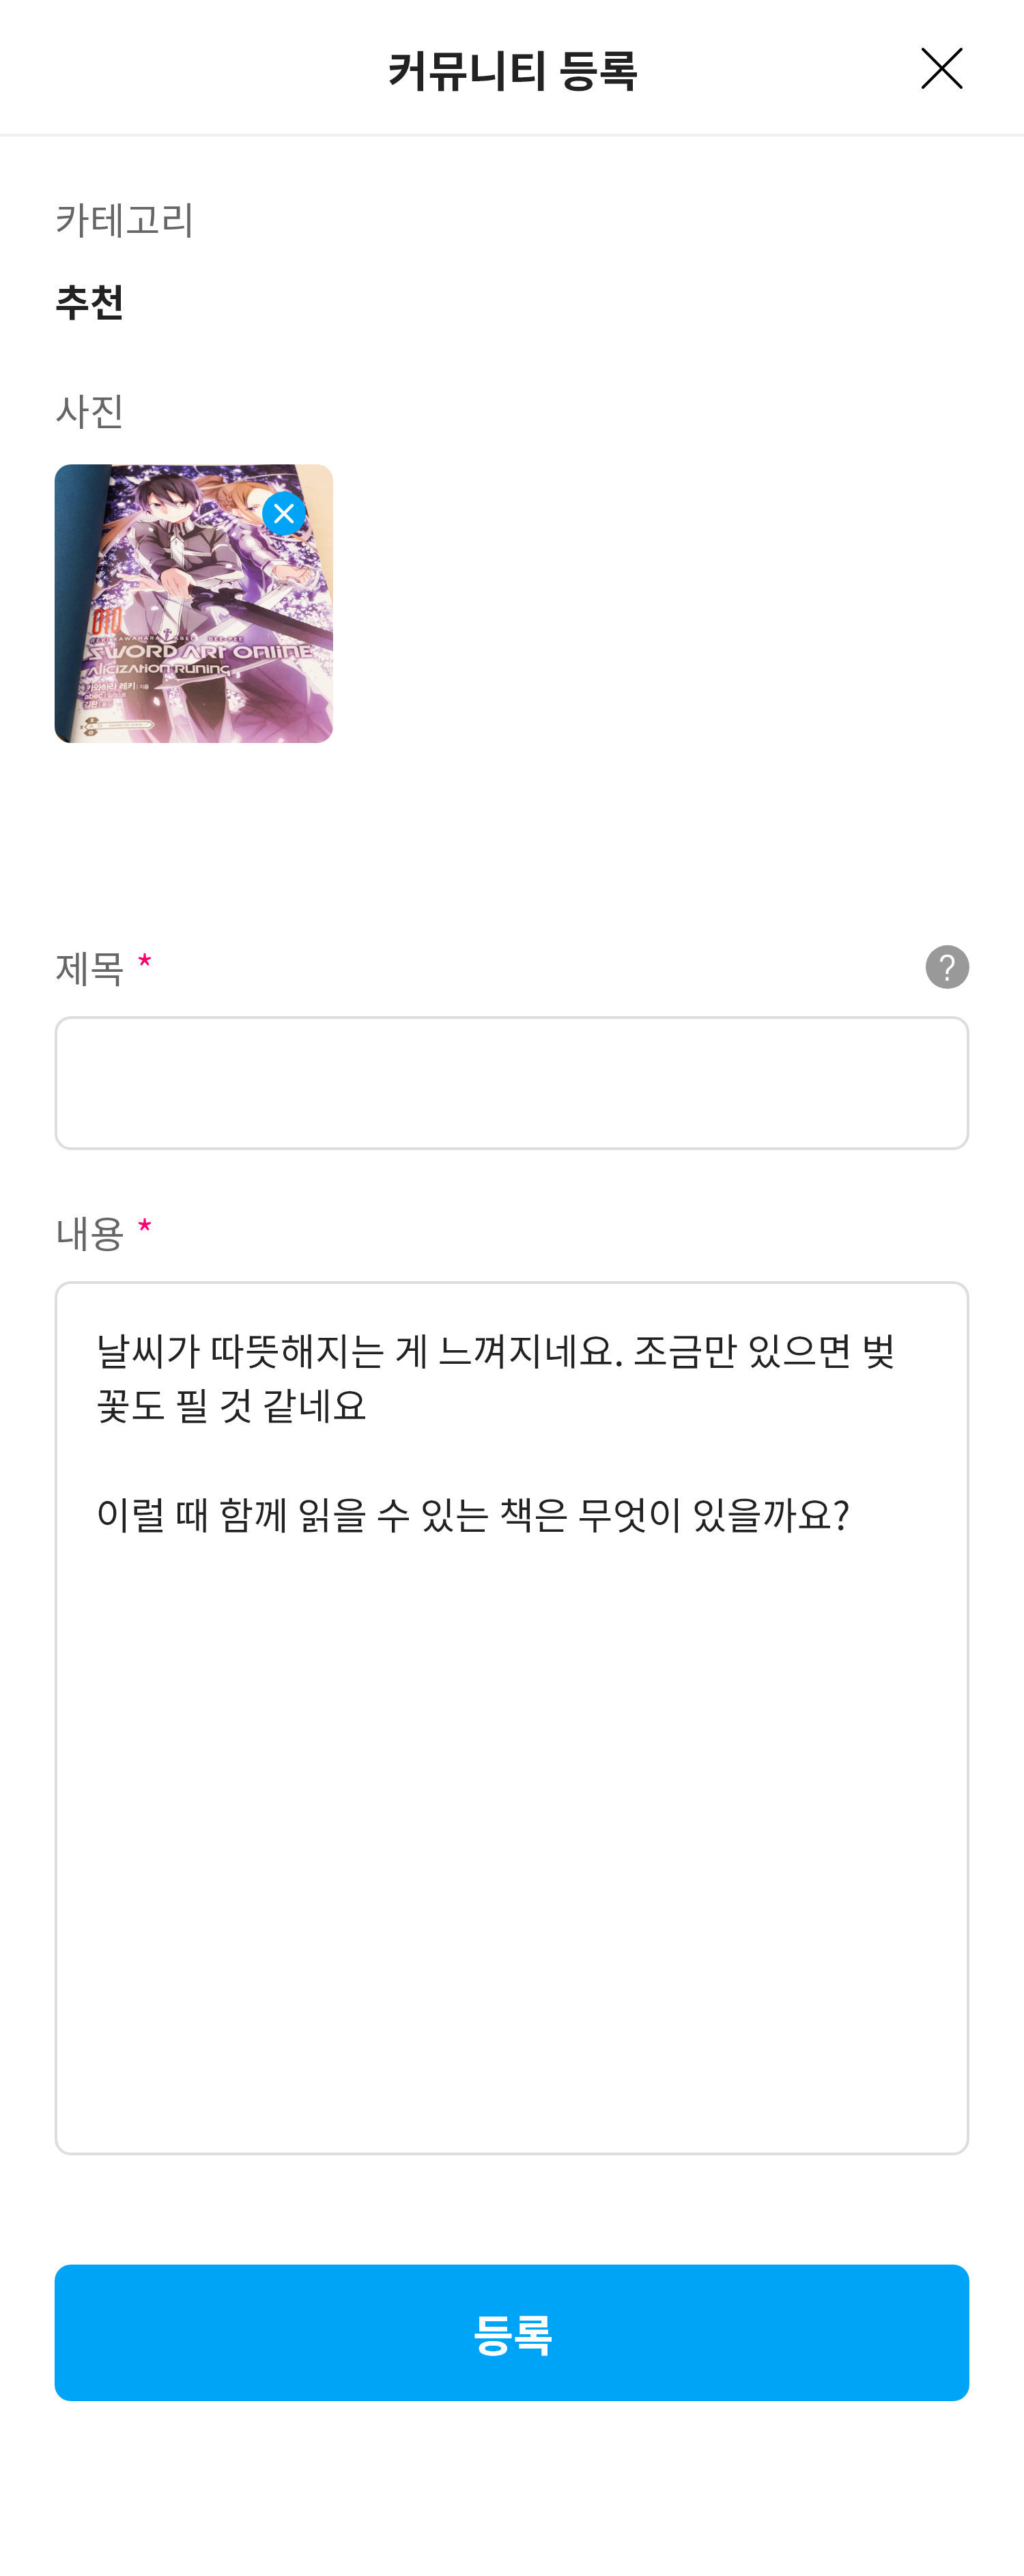 커뮤니티 등록
카테고리
추천
사진
010
SWORD ART ONLINE
ALICIZATION RUNING
카와하라 레키
abec
제목 *
?
내용 *
날씨가 따뜻해지는 게 느껴지네요. 조금만 있으면 벚
꽃도 필 것 같네요
이럴 때 함께 읽을 수 있는 책은 무엇이 있을까요?
등록